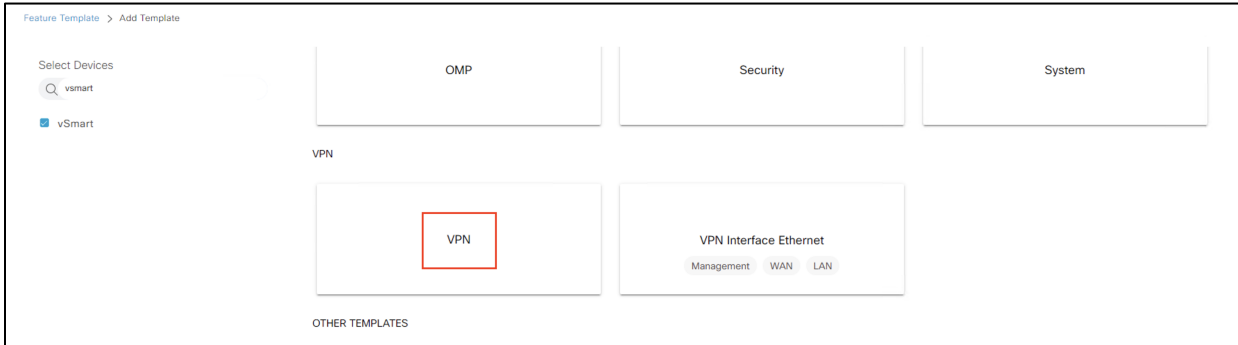 Feature Template > Add Template
Select Devices
vsmart
vSmart
OMP
Security
System
VPN
VPN
VPN Interface Ethernet
Management WAN LAN
OTHER TEMPLATES